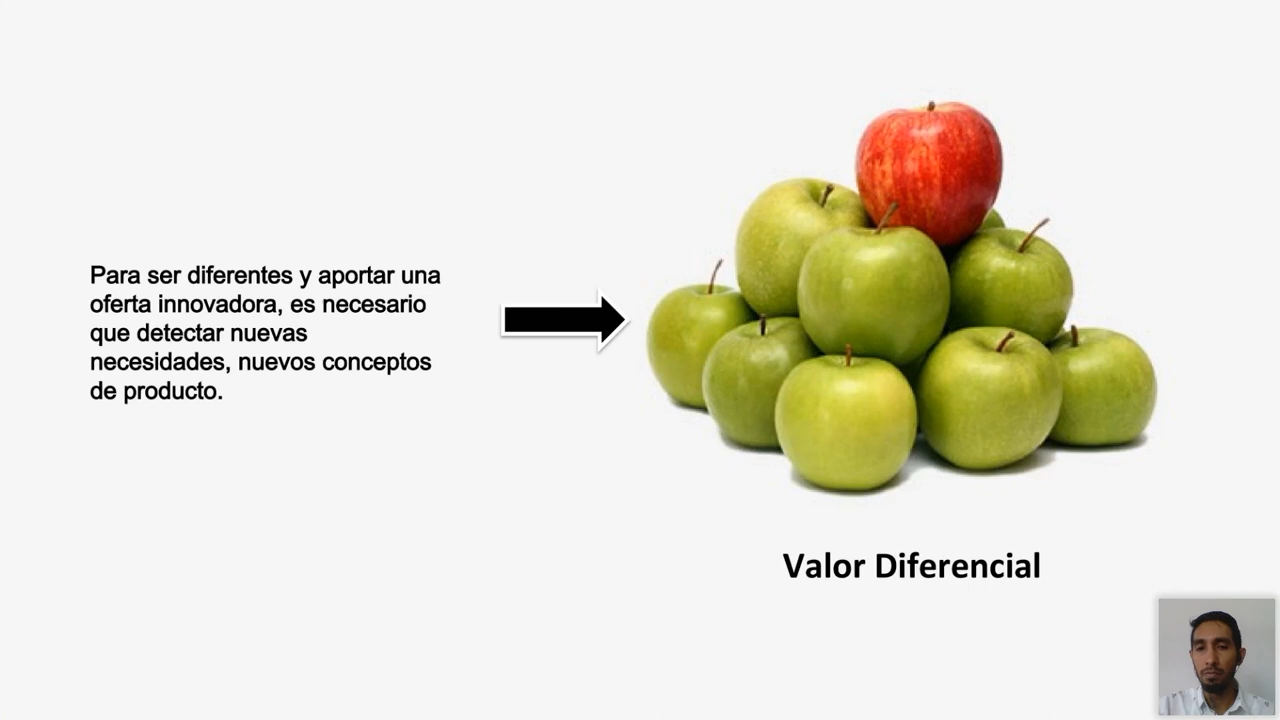 Para ser diferentes y aportar una
oferta innovadora, es necesario
que detectar nuevas
necesidades, nuevos conceptos
de producto.
Valor Diferencial